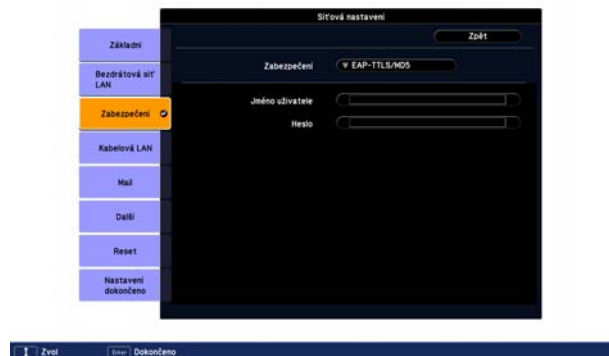 Síťová nastavení
Zpět
Základní
Bezdrátová síť
LAN
Zabezpečení
Kabelová LAN
Mail
Další
Reset
Nastavení
dokončeno
Zabezpečení
EAP-TTLS/MD5
Jméno uživatele
Heslo
Zvol
Enter Dokončeno